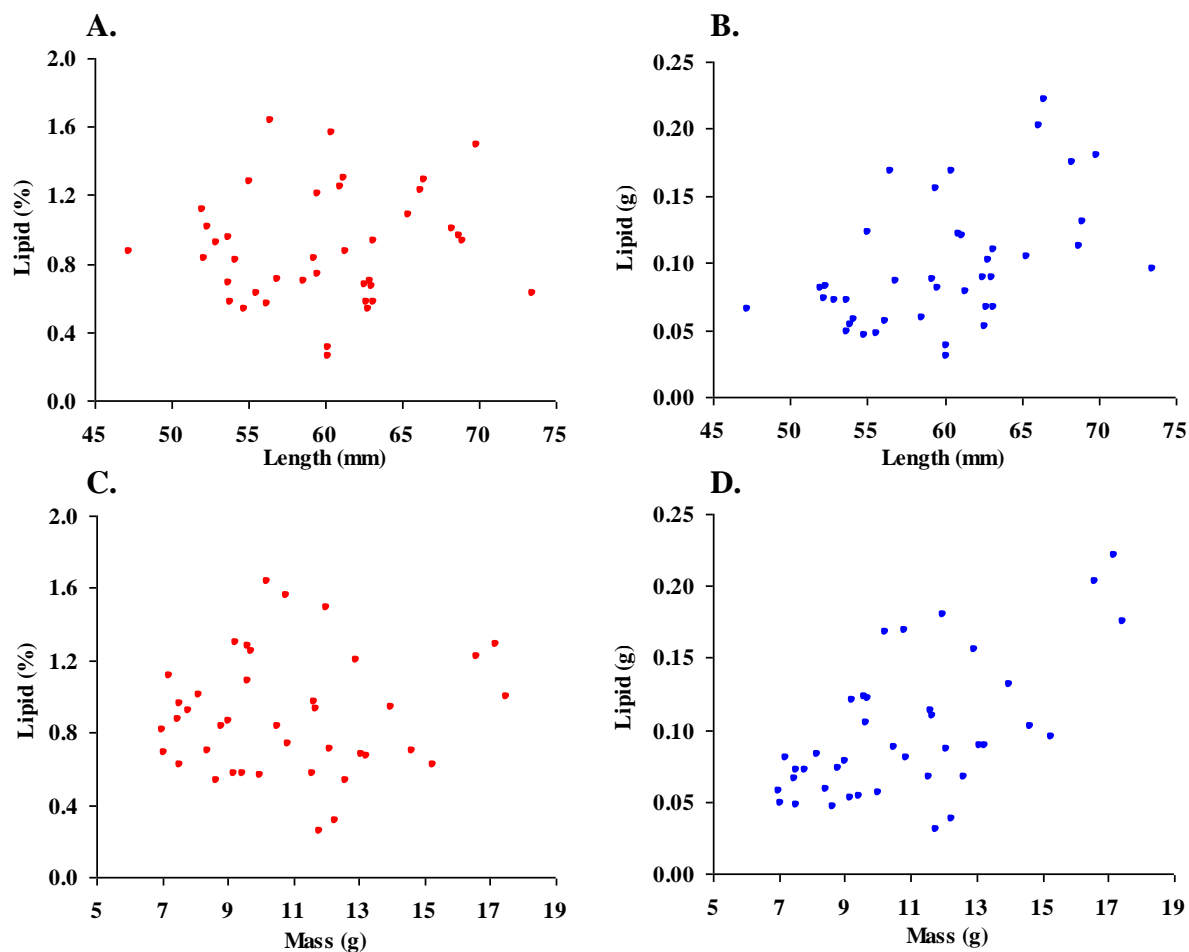 A.
2.0
1.6
1.2
0.8
0.4
0.0
Lipid (%)
45 50 55 60 65 70 75
Length (mm)
B.
0.25
0.20
0.15
0.10
0.05
0.00
Lipid (g)
45 50 55 60 65 70 75
Length (mm)
C.
2.0
1.6
1.2
0.8
0.4
0.0
Lipid (%)
5 7 9 11 13 15 17 19
Mass (g)
D.
0.25
0.20
0.15
0.10
0.05
0.00
Lipid (g)
5 7 9 11 13 15 17 19
Mass (g)